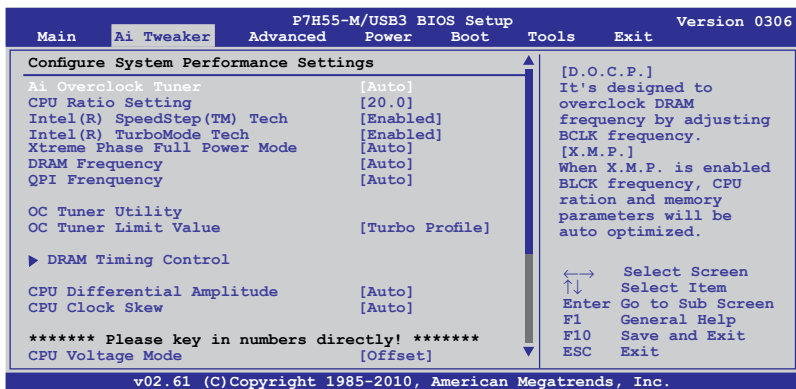 P7H55-M/USB3 BIOS Setup Version 0306
Main Ai Tweaker Advanced Power Boot Tools Exit
Configure System Performance Settings
Ai Overclock Tuner [Auto]
CPU Ratio Setting [20.0]
Intel(R) SpeedStep(TM) Tech [Enabled]
Intel(R) TurboMode Tech [Enabled]
Xtreme Phase Full Power Mode [Auto]
DRAM Frequency [Auto]
QPI Frenquency [Auto]
OC Tuner Utility
OC Tuner Limit Value [Turbo Profile]
DRAM Timing Control
CPU Differential Amplitude [Auto]
CPU Clock Skew [Auto]
******* Please key in numbers directly! *******
CPU Voltage Mode [Offset]
[D.O.C.P.]
It's designed to
overclock DRAM
frequency by adjusting
BCLK frequency.
[X.M.P.]
When X.M.P. is enabled
BLCK frequency, CPU
ration and memory
parameters will be
auto optimized.
←→ Select Screen
↑↓ Select Item
Enter Go to Sub Screen
F1 General Help
F10 Save and Exit
ESC Exit
v02.61 (C)Copyright 1985-2010, American Megatrends, Inc.